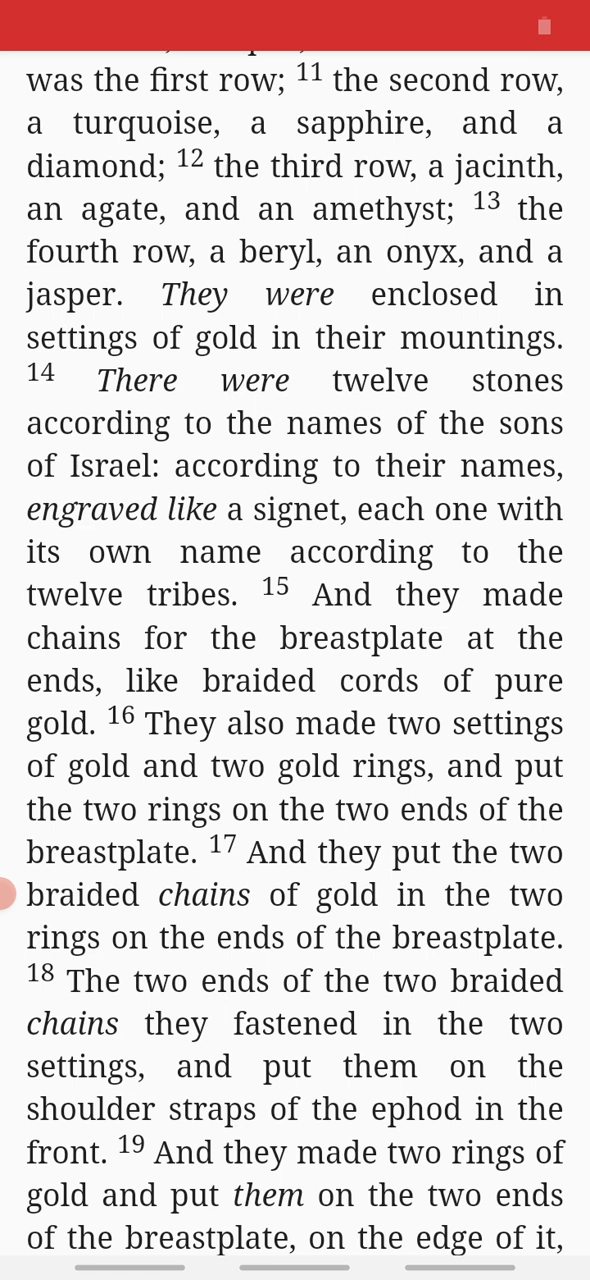 was the first row; 11 the second row,
a turquoise, a sapphire, and a
diamond; 12 the third row, a jacinth,
an agate, and an amethyst; 13 the
fourth row, a beryl, an onyx, and a
jasper. They were enclosed in
settings of gold in their mountings.
14 There were twelve stones
according to the names of the sons
of Israel: according to their names,
engraved like a signet, each one with
its own name according to the
twelve tribes. 15 And they made
chains for the breastplate at the
ends, like braided cords of pure
gold. 16 They also made two settings
of gold and two gold rings, and put
the two rings on the two ends of the
breastplate. 17 And they put the two
braided chains of gold in the two
rings on the ends of the breastplate.
18 The two ends of the two braided
chains they fastened in the two
settings, and put them on the
shoulder straps of the ephod in the
front. 19 And they made two rings of
gold and put them on the two ends
of the breastplate, on the edge of it,